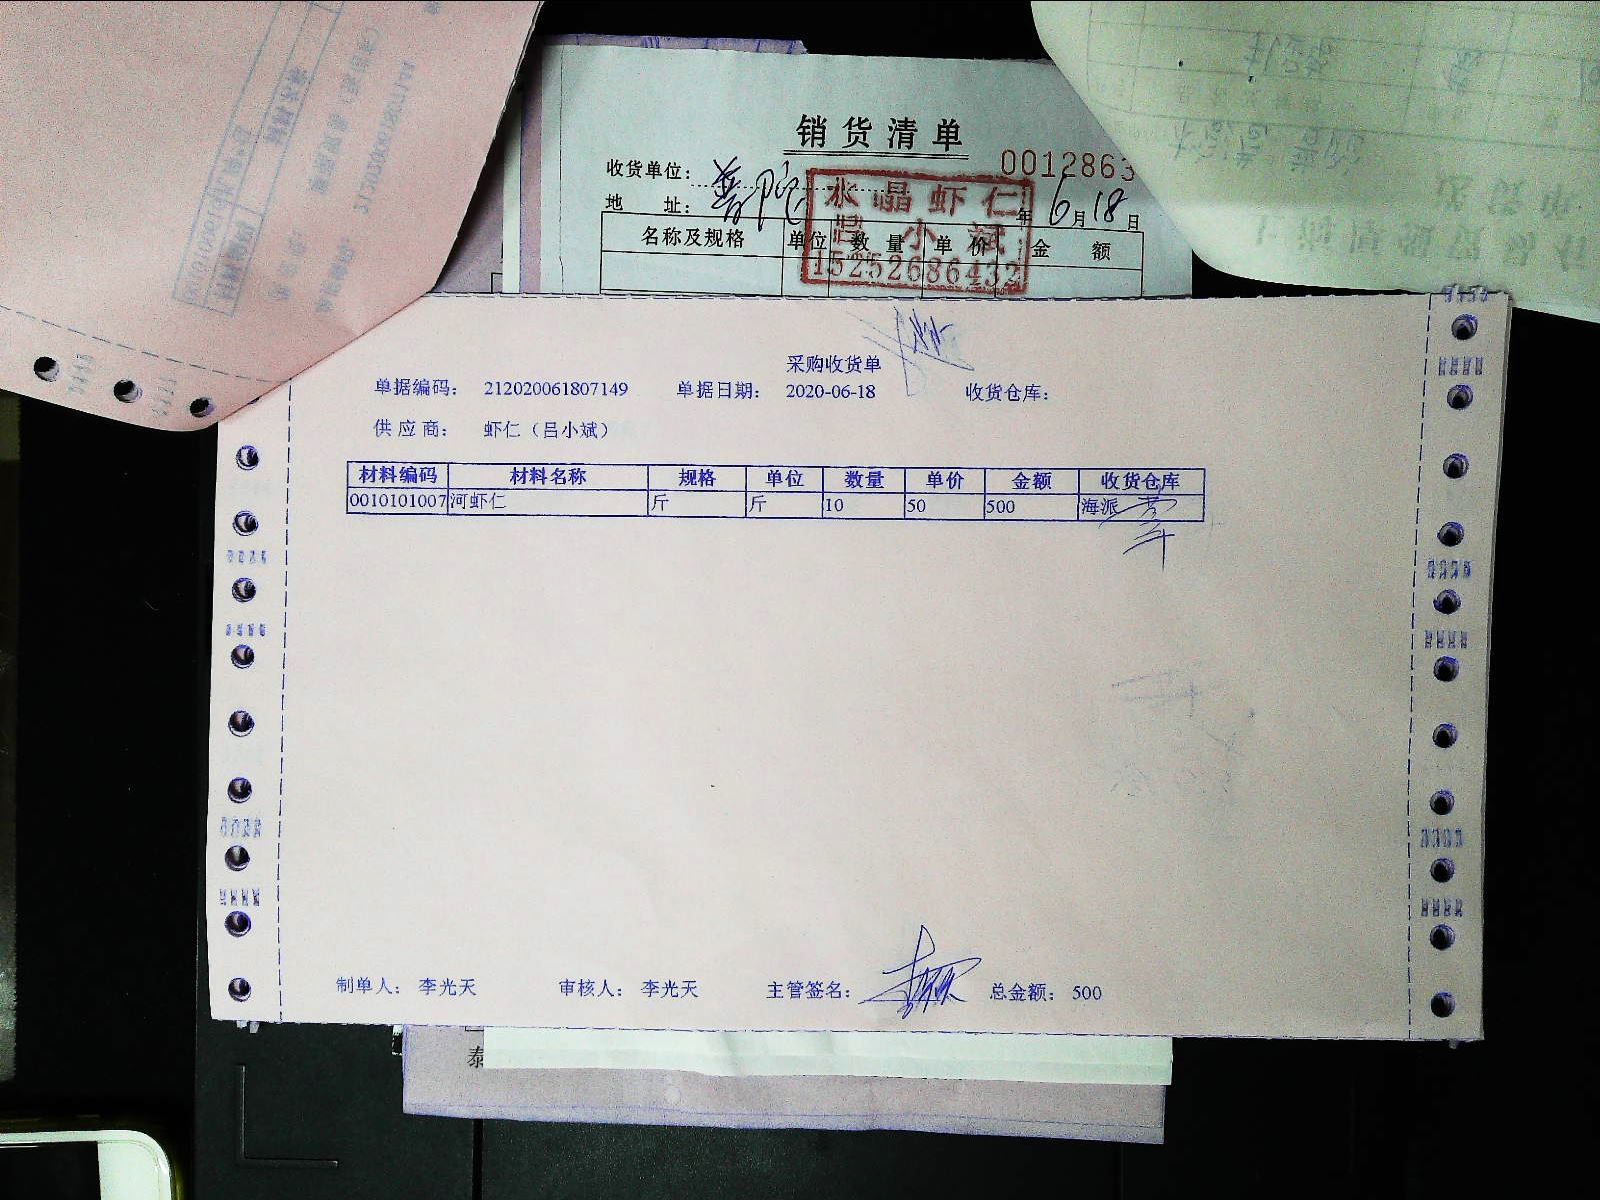 销货清单
收货单位：
0012863
水晶虾仁
地 址：
年 6 月 18 日
吕小斌
15252686432
名称及规格 单位 数量 单价 金额
采购收货单
单据编码： 212020061807149 单据日期： 2020-06-18 收货仓库：
供应商： 虾仁（吕小斌）
材料编码 材料名称 规格 单位 数量 单价 金额 收货仓库
0010101007 河虾仁 斤 斤 10 50 500 海派
制单人： 李光天 审核人： 李光天 主管签名： 总金额： 500
泰